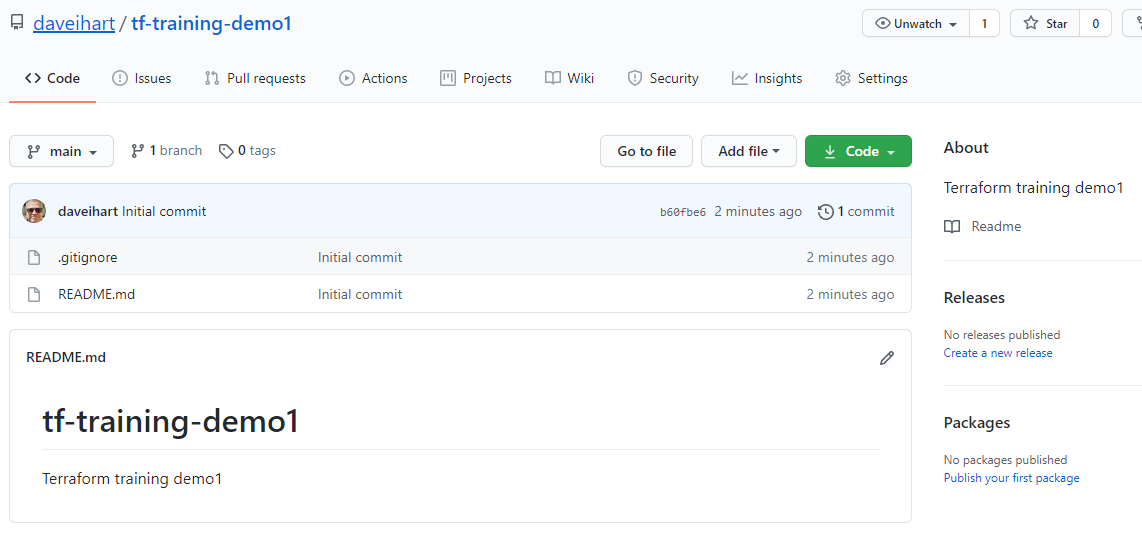 daveihart / tf-training-demo1 Unwatch 1 Star 0
Code Issues Pull requests Actions Projects Wiki Security Insights Settings
main 1 branch 0 tags Go to file Add file Code
daveihart Initial commit b60fbe6 2 minutes ago 1 commit
.gitignore Initial commit 2 minutes ago
README.md Initial commit 2 minutes ago
README.md
tf-training-demo1
Terraform training demo1
About
Terraform training demo1
Readme
Releases
No releases published
Create a new release
Packages
No packages published
Publish your first package